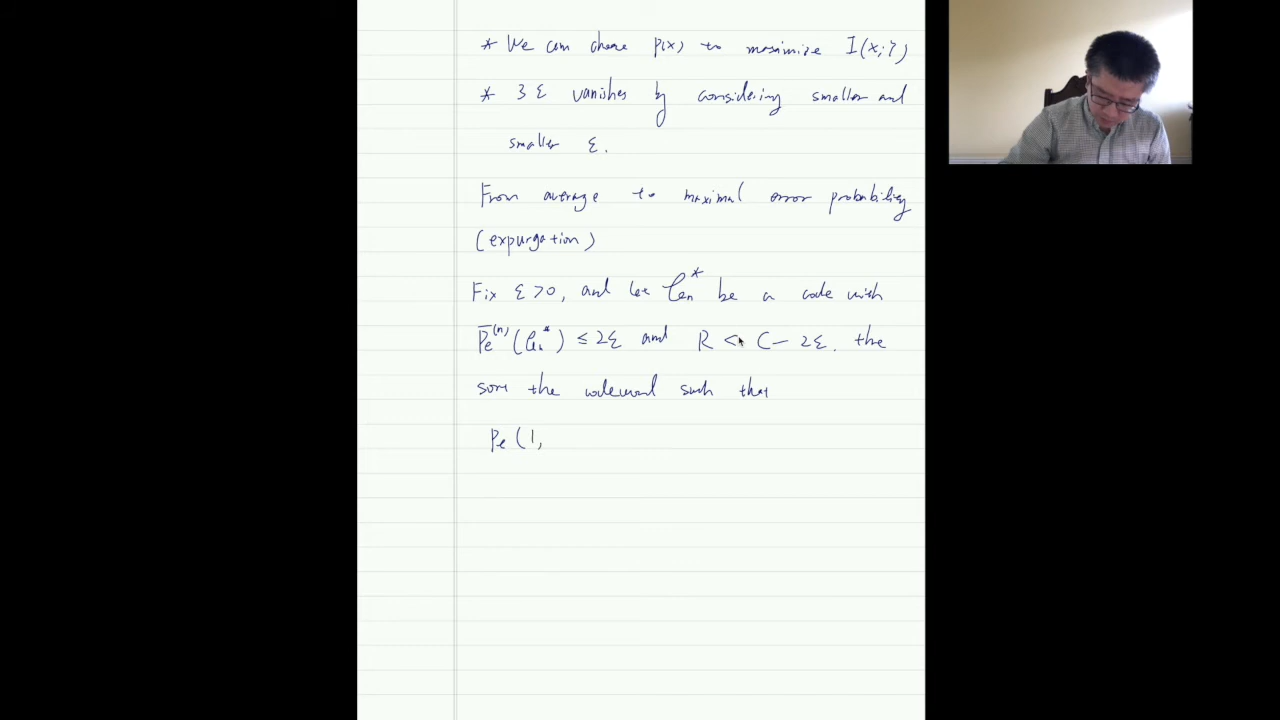 * We can choose p(x) to maximize I(X;Y)
* 3ε vanishes by considering smaller and
smaller ε.
From average to maximal error probability
(expurgation)
Fix ε > 0, and let 𝒞n* be a code with
P̄e⁽ⁿ⁾(𝒞n*) ≤ 2ε and R < C − 2ε. the
sort the codeword such that
Pe(1,